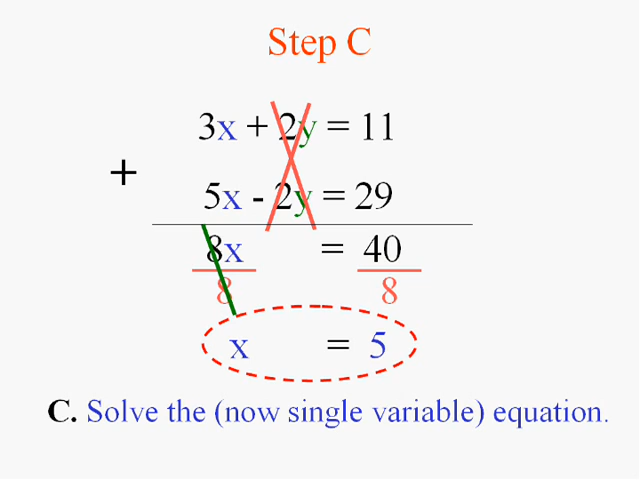 Step C
3x + 2y = 11
+
5x - 2y = 29
8x = 40
8 8
x = 5
C. Solve the (now single variable) equation.